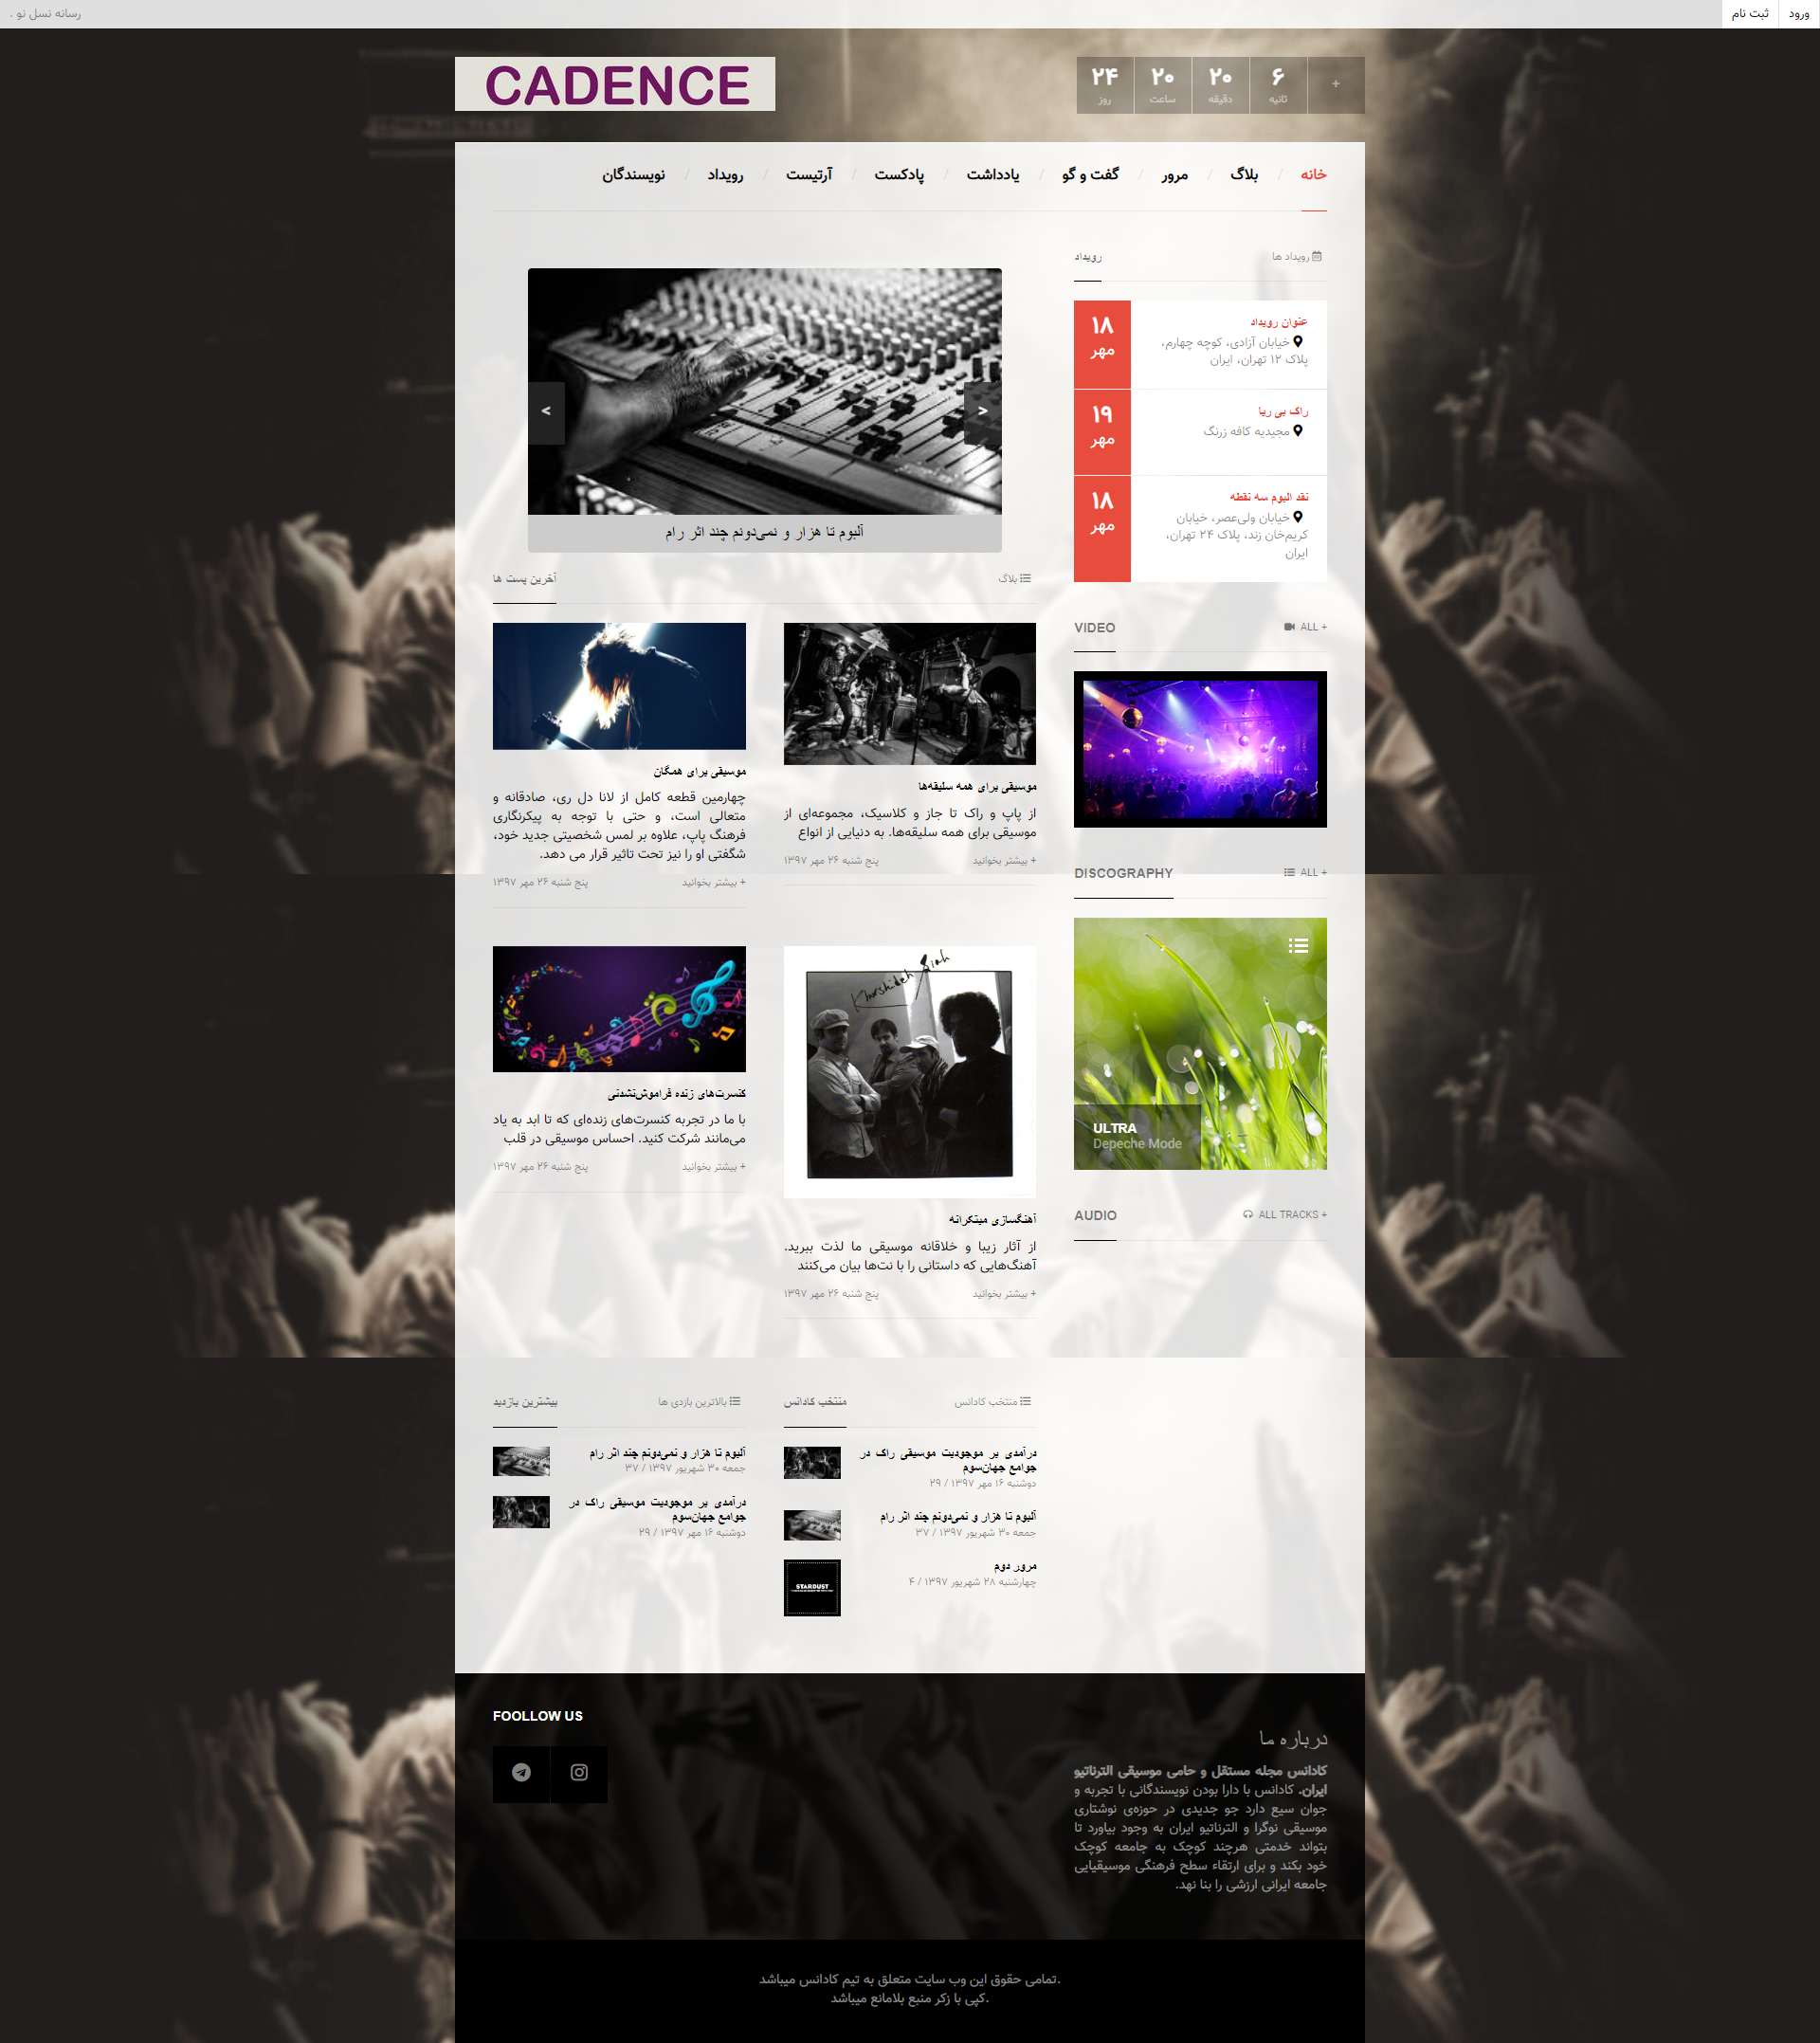 ورود
ثبت نام
رسانه نسل نو .
CADENCE
۲۴ روز
۲۰ ساعت
۲۰ دقیقه
۶ ثانیه
+
خانه / بلاگ / مرور / گفت و گو / یادداشت / پادکست / آرتیست / رویداد / نویسندگان
رویداد ها
رویداد
عنوان رویداد
خیابان آزادی، کوچه چهارم،
پلاک ۱۲ تهران، ایران
۱۸
مهر
راک بی ریا
مجیدیه کافه زرنگ
۱۹
مهر
نقد البوم سه نقطه
خیابان ولی‌عصر، خیابان
کریم‌خان زند، پلاک ۲۴ تهران،
ایران
۱۸
مهر
<
>
آلبوم تا هزار و نمی‌دونم چند اثر رام
بلاگ
آخرین پست ها
موسیقی برای همه سلیقه‌ها
از پاپ و راک تا جاز و کلاسیک، مجموعه‌ای از
موسیقی برای همه سلیقه‌ها. به دنیایی از انواع
+ بیشتر بخوانید
پنج شنبه ۲۶ مهر ۱۳۹۷
موسیقی برای همگان
چهارمین قطعه کامل از لانا دل ری، صادقانه و
متعالی است، و حتی با توجه به پیکرنگاری
فرهنگ پاپ، علاوه بر لمس شخصیتی جدید خود،
شگفتی او را نیز تحت تاثیر قرار می دهد.
+ بیشتر بخوانید
پنج شنبه ۲۶ مهر ۱۳۹۷
Khorshideh Siah
آهنگسازی مبتکرانه
از آثار زیبا و خلاقانه موسیقی ما لذت ببرید.
آهنگ‌هایی که داستانی را با نت‌ها بیان می‌کنند
+ بیشتر بخوانید
پنج شنبه ۲۶ مهر ۱۳۹۷
کنسرت‌های زنده فراموش‌نشدنی
با ما در تجربه کنسرت‌های زنده‌ای که تا ابد به یاد
می‌مانند شرکت کنید. احساس موسیقی در قلب
+ بیشتر بخوانید
پنج شنبه ۲۶ مهر ۱۳۹۷
VIDEO
ALL +
DISCOGRAPHY
ALL +
ULTRA
Depeche Mode
AUDIO
ALL TRACKS +
منتخب کادانس
منتخب کادانس
درآمدی بر موجودیت موسیقی راک در
جوامع جهان‌سوم
دوشنبه ۱۶ مهر ۱۳۹۷ / ۲۹
آلبوم تا هزار و نمی‌دونم چند اثر رام
جمعه ۳۰ شهریور ۱۳۹۷ / ۳۷
مرور دوم
چهارشنبه ۲۸ شهریور ۱۳۹۷ / ۴
STARDUST
بالاترین بازدی ها
بیشترین بازدید
آلبوم تا هزار و نمی‌دونم چند اثر رام
جمعه ۳۰ شهریور ۱۳۹۷ / ۳۷
درآمدی بر موجودیت موسیقی راک در
جوامع جهان‌سوم
دوشنبه ۱۶ مهر ۱۳۹۷ / ۲۹
درباره ما
کادانس مجله مستقل و حامی موسیقی الترناتیو
ایران. کادانس با دارا بودن نویسندگانی با تجربه و
جوان سیع دارد جو جدیدی در حوزه‌ی نوشتاری
موسیقی نوگرا و الترناتیو ایران به وجود بیاورد تا
بتواند خدمتی هرچند کوچک به جامعه کوچک
خود بکند و برای ارتقاء سطح فرهنگی موسیقیایی
جامعه ایرانی ارزشی را بنا نهد.
FOOLLOW US
.تمامی حقوق این وب سایت متعلق به تیم کادانس میباشد
.کپی با زکر منبع بلامانع میباشد